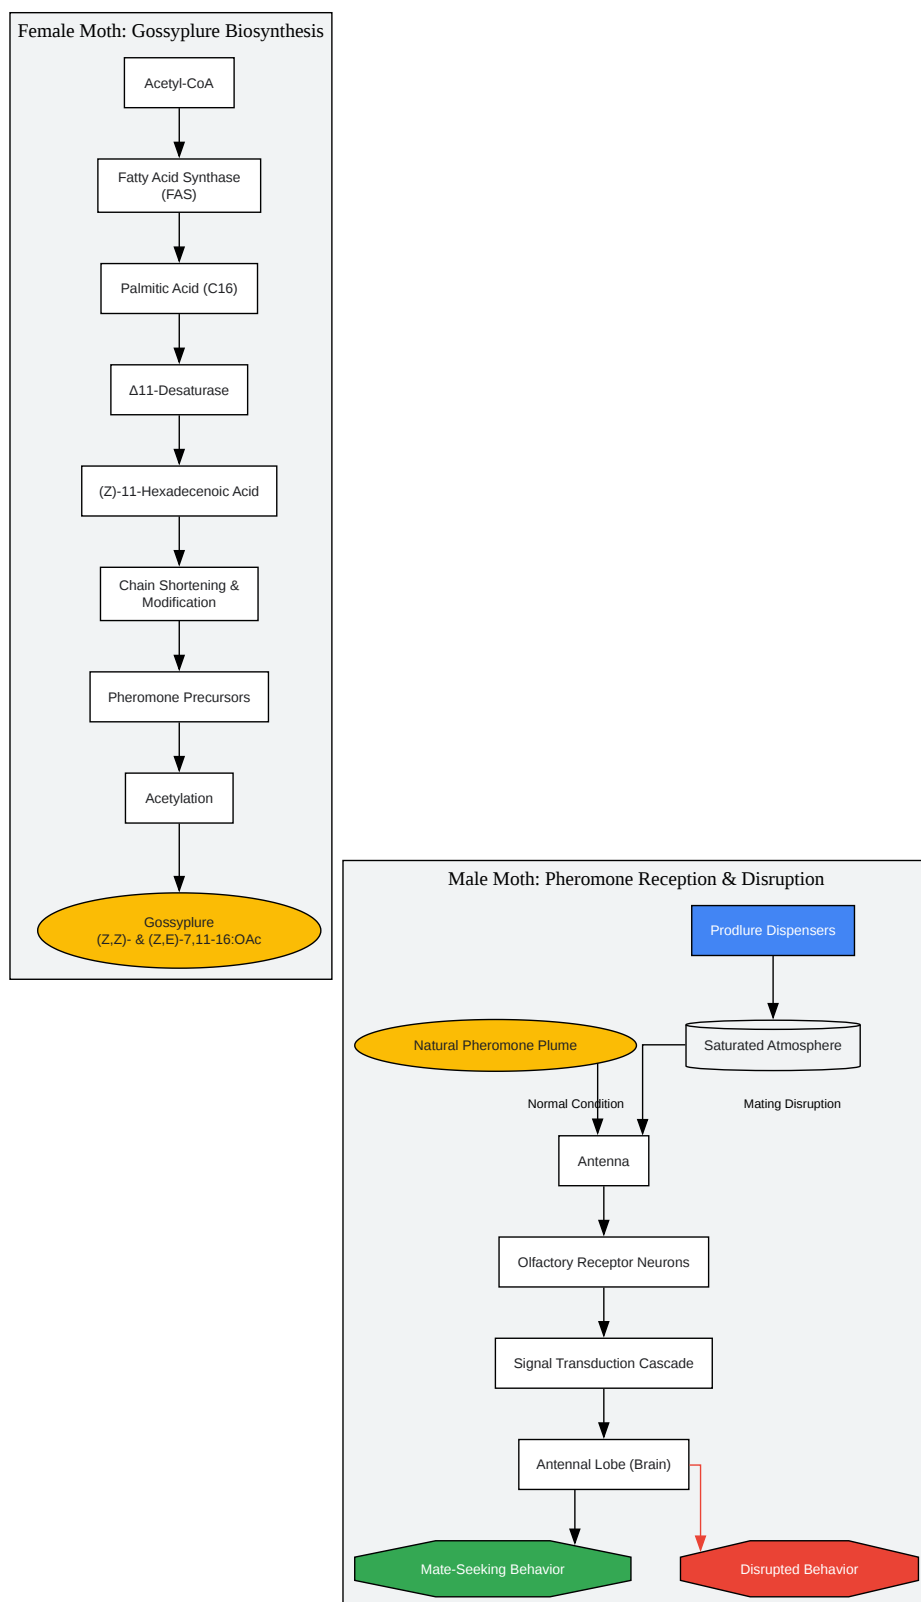 Female Moth: Gossyplure Biosynthesis
Acetyl-CoA
Fatty Acid Synthase
(FAS)
Palmitic Acid (C16)
Δ11-Desaturase
(Z)-11-Hexadecenoic Acid
Chain Shortening &
Modification
Pheromone Precursors
Acetylation
Gossyplure
(Z,Z)- & (Z,E)-7,11-16:OAc
Male Moth: Pheromone Reception & Disruption
Prodlure Dispensers
Natural Pheromone Plume
Saturated Atmosphere
Normal Condition
Mating Disruption
Antenna
Olfactory Receptor Neurons
Signal Transduction Cascade
Antennal Lobe (Brain)
Mate-Seeking Behavior
Disrupted Behavior